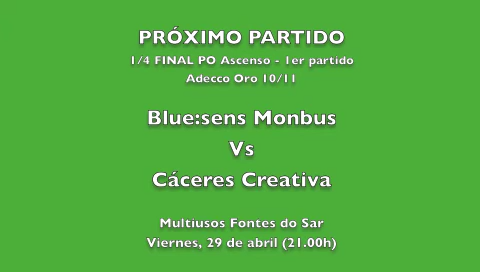 PRÓXIMO PARTIDO
1/4 FINAL PO Ascenso - 1er partido
Adecco Oro 10/11
Blue:sens Monbus
Vs
Cáceres Creativa
Multiusos Fontes do Sar
Viernes, 29 de abril (21.00h)